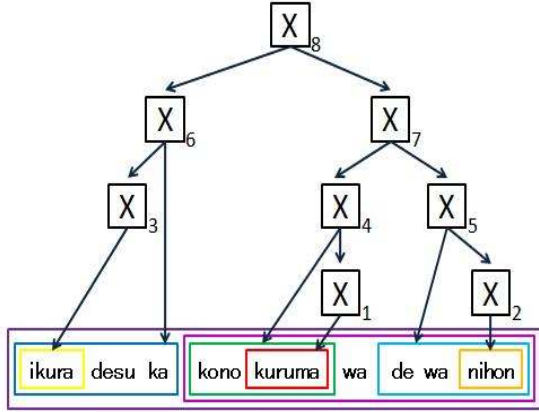 X8
X6 X7
X3 X4 X5
X1 X2
ikura desu ka kono kuruma wa de wa nihon